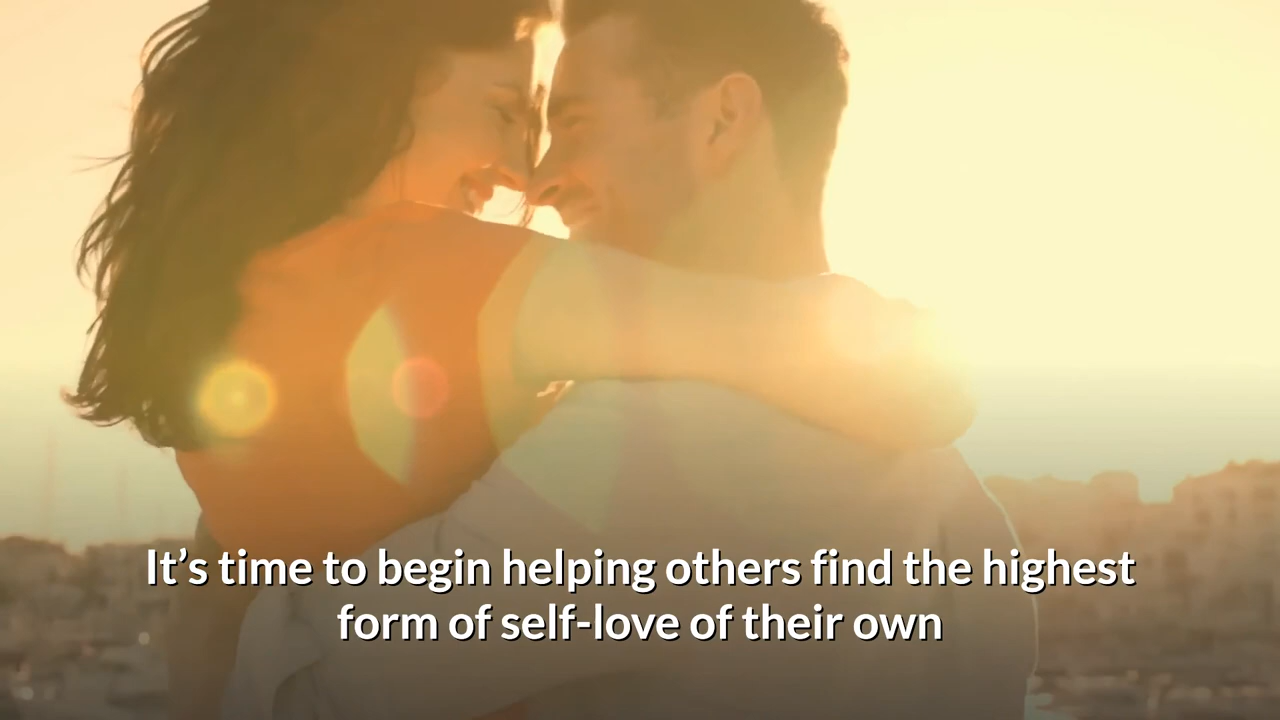 It’s time to begin helping others find the highest
form of self-love of their own